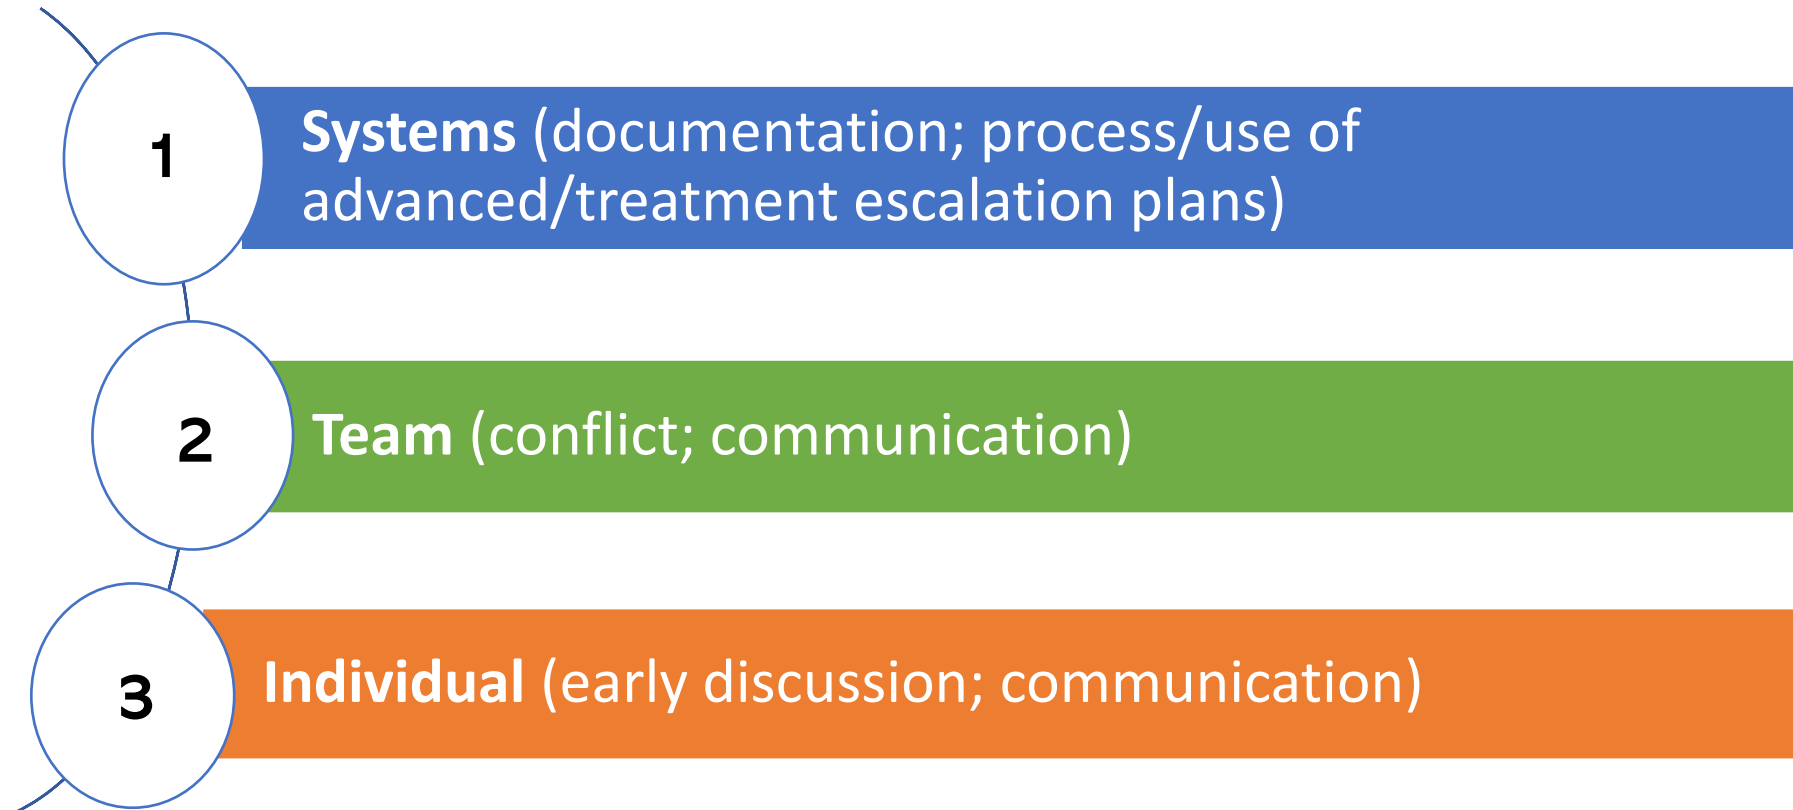 1
Systems (documentation; process/use of
advanced/treatment escalation plans)
2
Team (conflict; communication)
3
Individual (early discussion; communication)